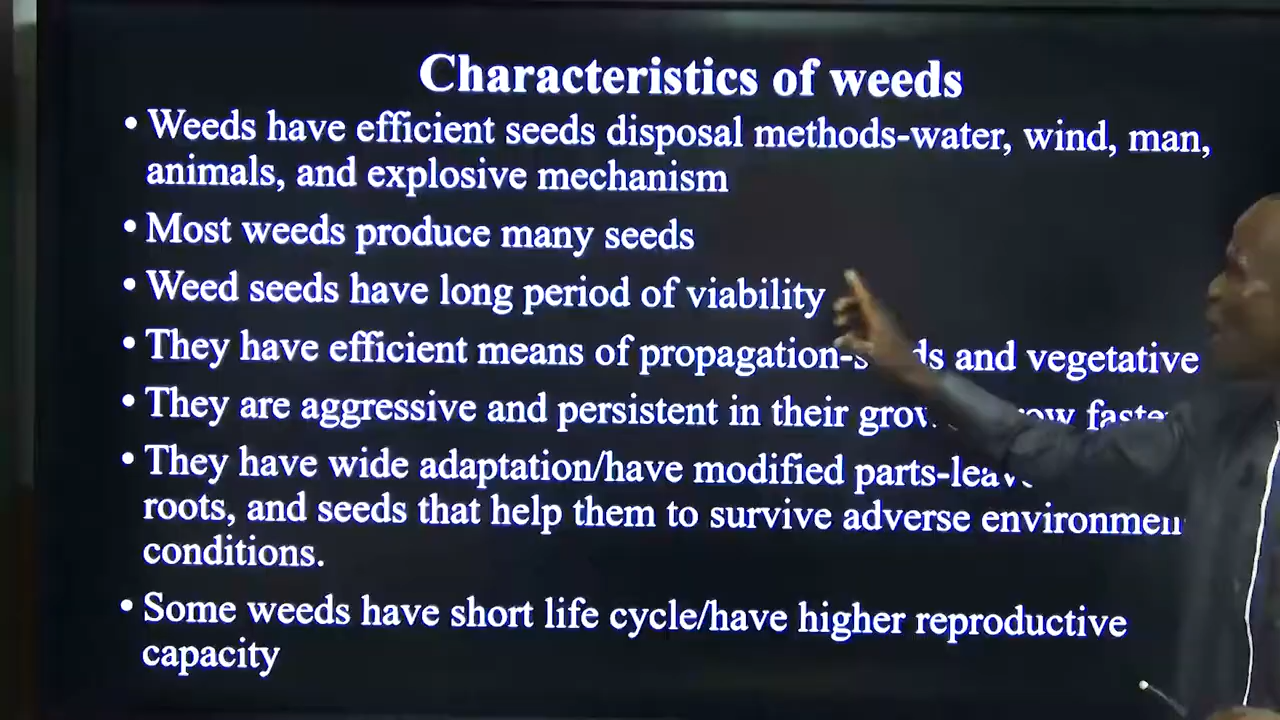 Characteristics of weeds
• Weeds have efficient seeds disposal methods-water, wind, man,
animals, and explosive mechanism
• Most weeds produce many seeds
• Weed seeds have long period of viability
• They have efficient means of propagation- and vegetative
• They are aggressive and persistent in their
• They have wide adaptation/have modified
roots, and seeds that help them to survive adverse
conditions.
• Some weeds have short life cycle/have higher reproductive
capacity